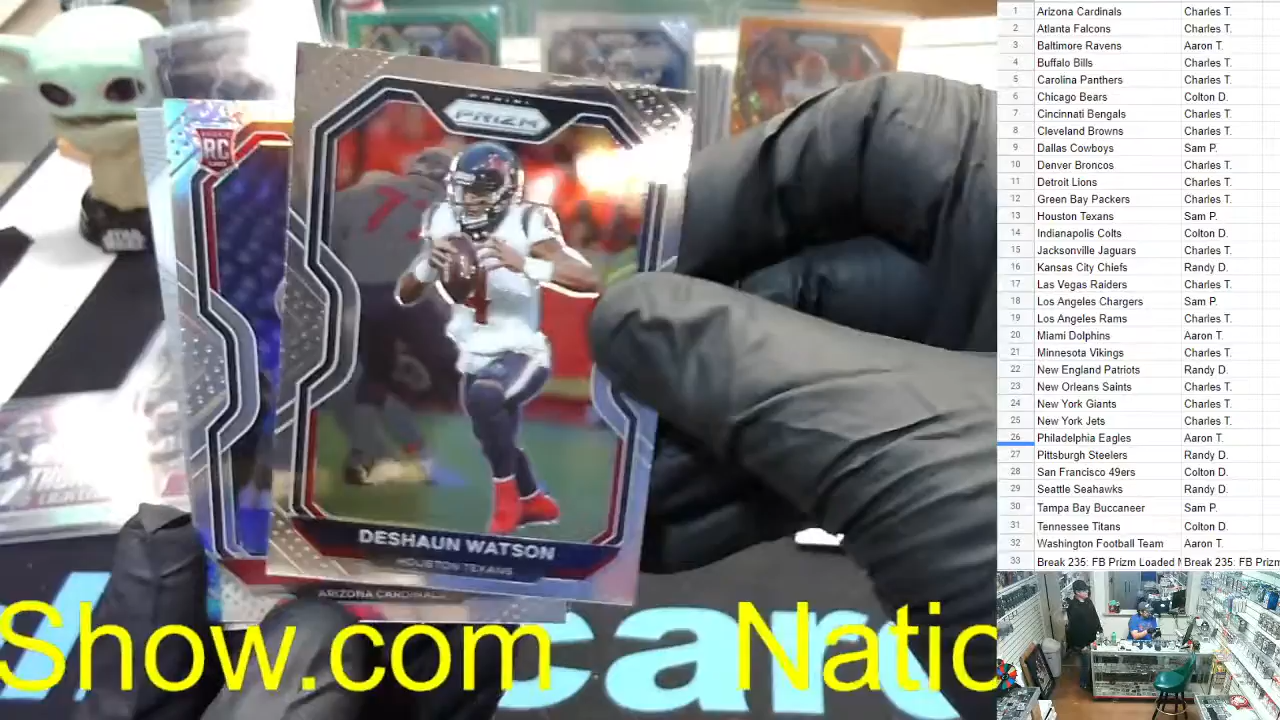 PANINI
PRIZM
RC
4
DESHAUN WATSON
HOUSTON TEXANS
ARIZONA CARDINALS
STAR WARS
Show.com Natio
card
1 Arizona Cardinals Charles T.
2 Atlanta Falcons Charles T.
3 Baltimore Ravens Aaron T.
4 Buffalo Bills Charles T.
5 Carolina Panthers Charles T.
6 Chicago Bears Colton D.
7 Cincinnati Bengals Charles T.
8 Cleveland Browns Charles T.
9 Dallas Cowboys Sam P.
10 Denver Broncos Charles T.
11 Detroit Lions Charles T.
12 Green Bay Packers Charles T.
13 Houston Texans Sam P.
14 Indianapolis Colts Colton D.
15 Jacksonville Jaguars Charles T.
16 Kansas City Chiefs Randy D.
17 Las Vegas Raiders Charles T.
18 Los Angeles Chargers Sam P.
19 Los Angeles Rams Charles T.
20 Miami Dolphins Aaron T.
21 Minnesota Vikings Charles T.
22 New England Patriots Randy D.
23 New Orleans Saints Charles T.
24 New York Giants Charles T.
25 New York Jets Charles T.
26 Philadelphia Eagles Aaron T.
27 Pittsburgh Steelers Randy D.
28 San Francisco 49ers Colton D.
29 Seattle Seahawks Randy D.
30 Tampa Bay Buccaneer Sam P.
31 Tennessee Titans Colton D.
32 Washington Football Team Aaron T.
33 Break 235: FB Prizm Loaded M Break 235: FB Prizm